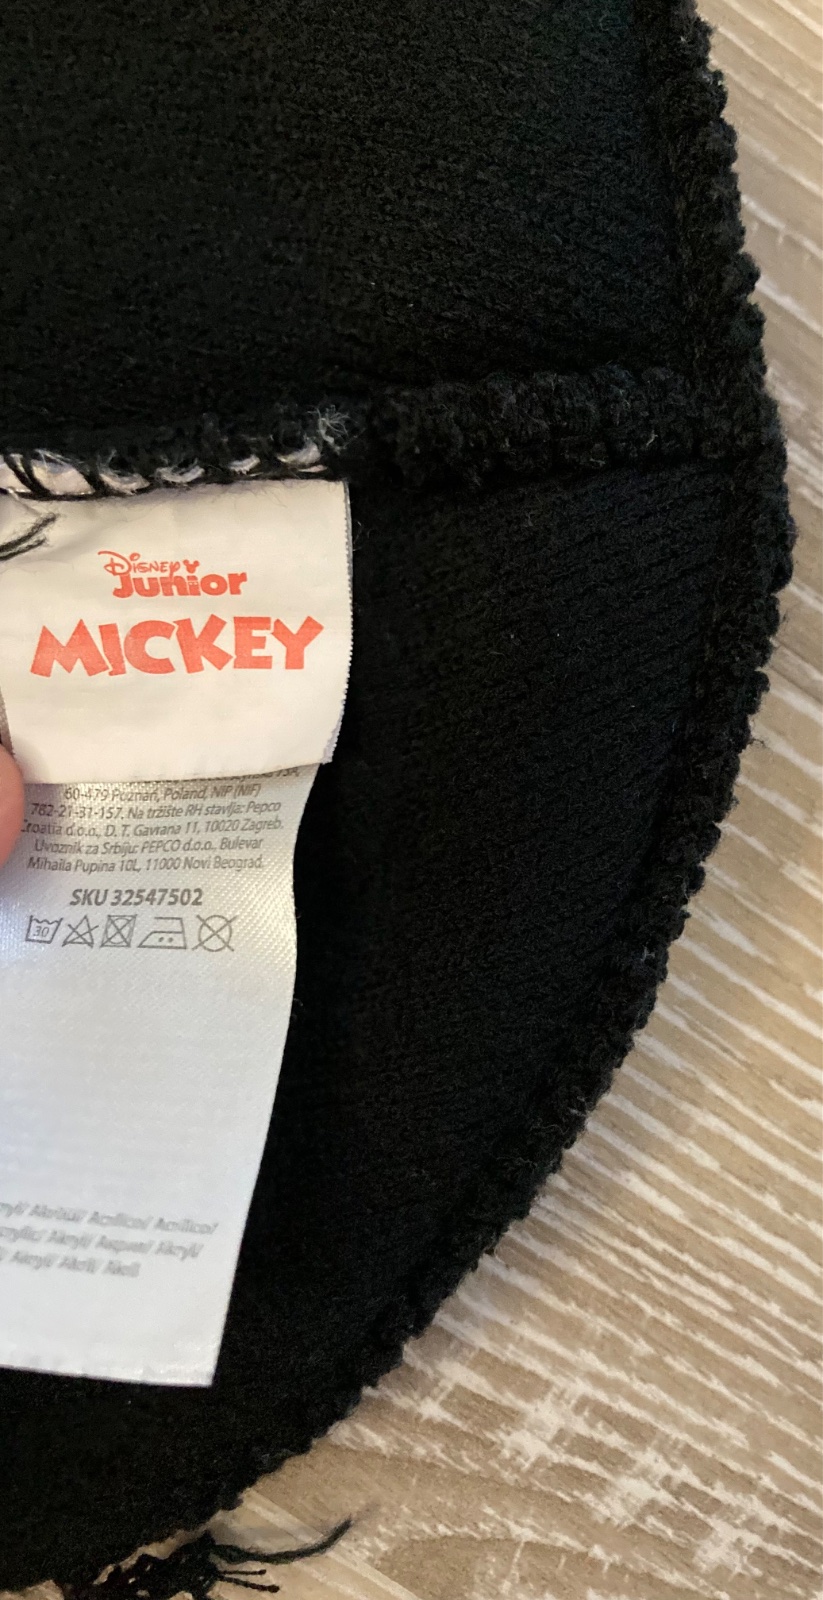 Disney
Junior
MICKEY
60-479 Poznań, Poland, NIP (NIF)
782-21-31-157. Na tržište RH stavlja: Pepco
Croatia d.o.o., D. T. Gavrana 11, 10020 Zagreb.
Uvoznik za Srbiju: PEPCO d.o.o., Bulevar
Mihaila Pupina 10L, 11000 Novi Beograd.
SKU 32547502
30